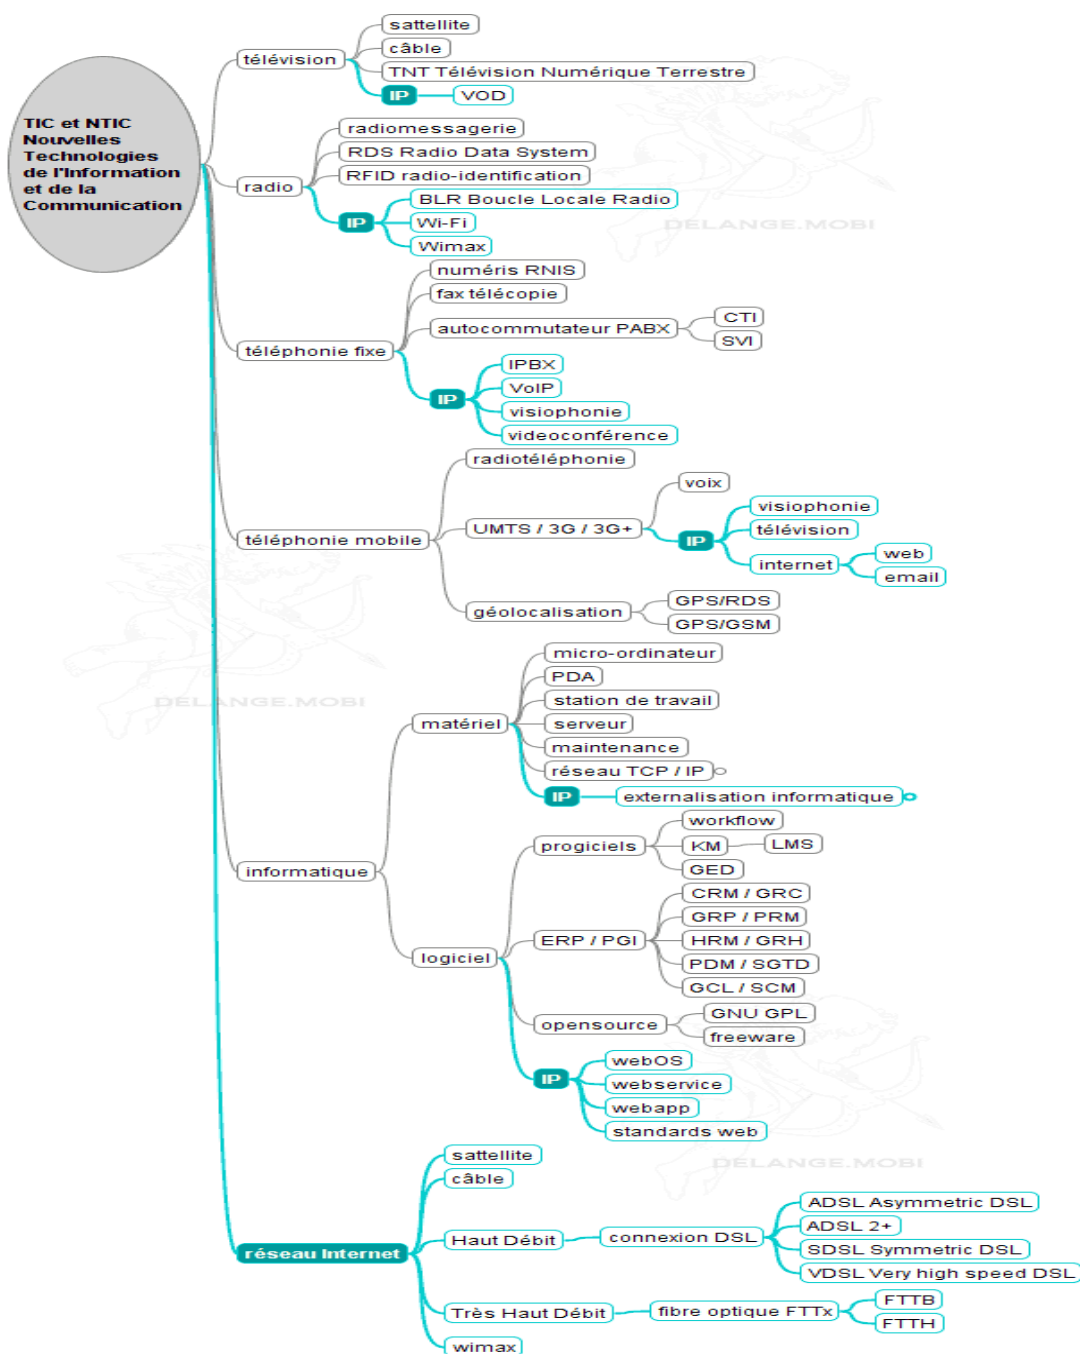 TIC et NTIC
Nouvelles
Technologies
de l'Information
et de la
Communication
télévision
sattellite
câble
TNT Télévision Numérique Terrestre
IP
VOD
radio
radiomessagerie
RDS Radio Data System
RFID radio-identification
IP
BLR Boucle Locale Radio
Wi-Fi
Wimax
DELANGE.MOBI
téléphonie fixe
numéris RNIS
fax télécopie
autocommutateur PABX
CTI
SVI
IP
IPBX
VoIP
visiophonie
videoconférence
téléphonie mobile
radiotéléphonie
UMTS / 3G / 3G+
voix
IP
visiophonie
télévision
internet
web
email
géolocalisation
GPS/RDS
GPS/GSM
DELANGE.MOBI
informatique
matériel
micro-ordinateur
PDA
station de travail
serveur
maintenance
réseau TCP / IP
IP
externalisation informatique
logiciel
progiciels
workflow
KM
LMS
GED
ERP / PGI
CRM / GRC
GRP / PRM
HRM / GRH
PDM / SGTD
GCL / SCM
opensource
GNU GPL
freeware
IP
webOS
webservice
webapp
standards web
DELANGE.MOBI
réseau Internet
sattellite
câble
Haut Débit
connexion DSL
ADSL Asymmetric DSL
ADSL 2+
SDSL Symmetric DSL
VDSL Very high speed DSL
Très Haut Débit
fibre optique FTTx
FTTB
FTTH
wimax